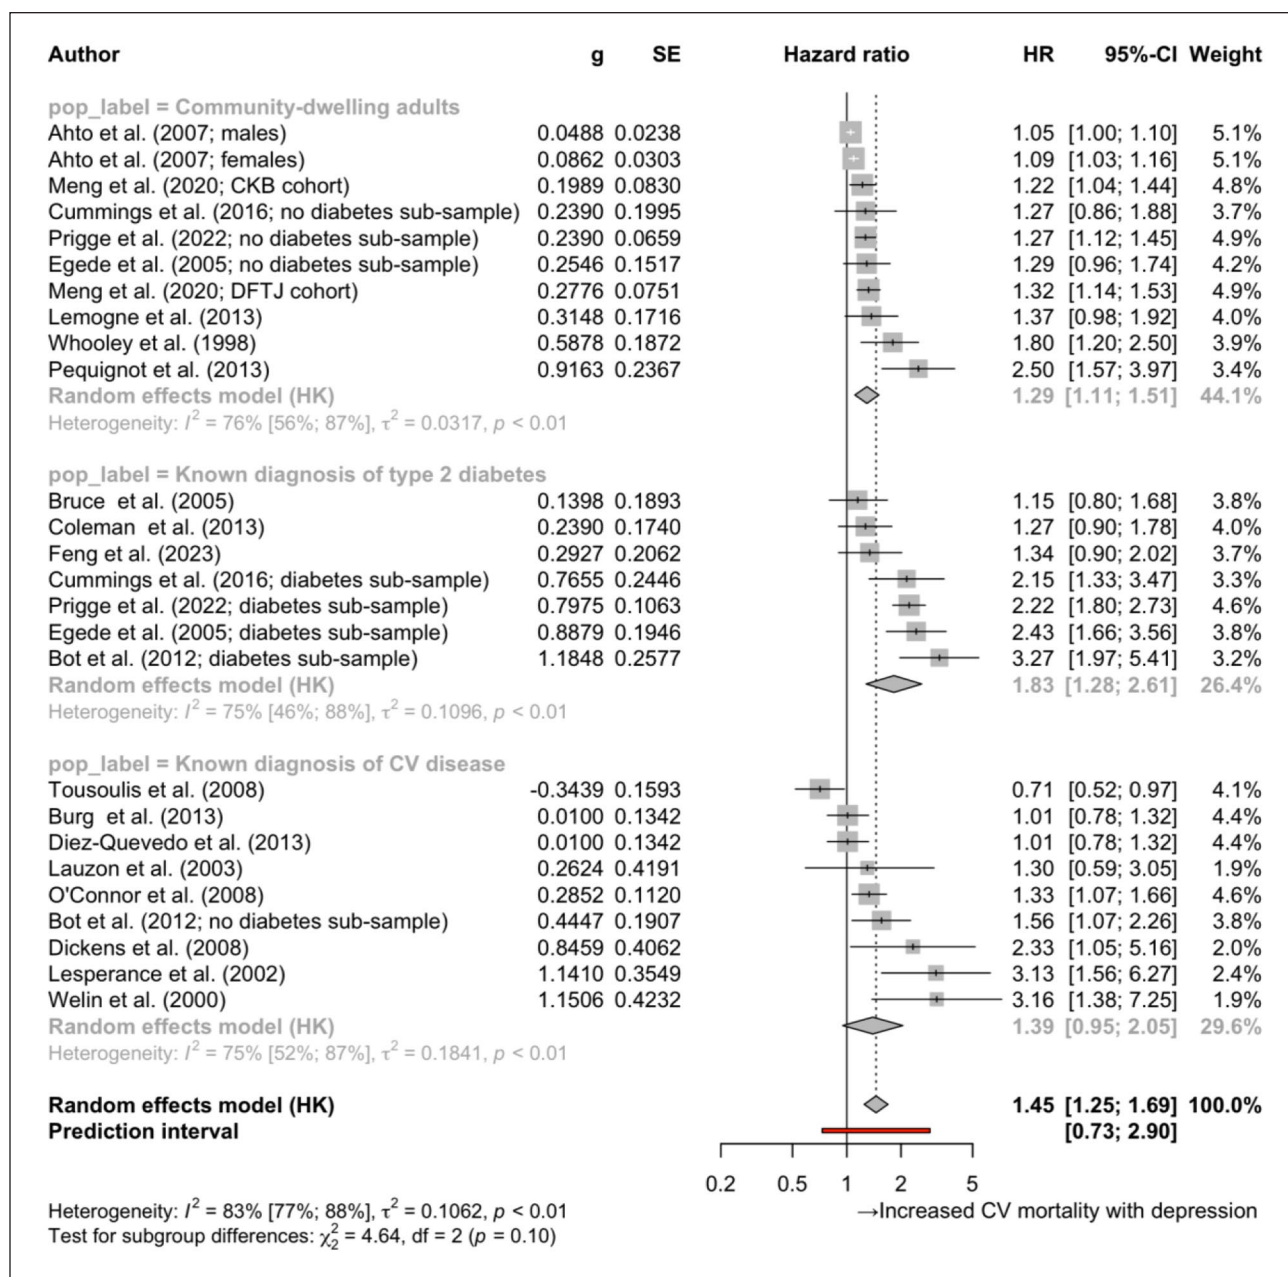 Author g SE Hazard ratio HR 95%-CI Weight
pop_label = Community-dwelling adults
Ahto et al. (2007; males) 0.0488 0.0238 1.05 [1.00; 1.10] 5.1%
Ahto et al. (2007; females) 0.0862 0.0303 1.09 [1.03; 1.16] 5.1%
Meng et al. (2020; CKB cohort) 0.1989 0.0830 1.22 [1.04; 1.44] 4.8%
Cummings et al. (2016; no diabetes sub-sample) 0.2390 0.1995 1.27 [0.86; 1.88] 3.7%
Prigge et al. (2022; no diabetes sub-sample) 0.2390 0.0659 1.27 [1.12; 1.45] 4.9%
Egede et al. (2005; no diabetes sub-sample) 0.2546 0.1517 1.29 [0.96; 1.74] 4.2%
Meng et al. (2020; DFTJ cohort) 0.2776 0.0751 1.32 [1.14; 1.53] 4.9%
Lemogne et al. (2013) 0.3148 0.1716 1.37 [0.98; 1.92] 4.0%
Whooley et al. (1998) 0.5878 0.1872 1.80 [1.20; 2.50] 3.9%
Pequignot et al. (2013) 0.9163 0.2367 2.50 [1.57; 3.97] 3.4%
Random effects model (HK) 1.29 [1.11; 1.51] 44.1%
Heterogeneity: I² = 76% [56%; 87%], τ² = 0.0317, p < 0.01
pop_label = Known diagnosis of type 2 diabetes
Bruce et al. (2005) 0.1398 0.1893 1.15 [0.80; 1.68] 3.8%
Coleman et al. (2013) 0.2390 0.1740 1.27 [0.90; 1.78] 4.0%
Feng et al. (2023) 0.2927 0.2062 1.34 [0.90; 2.02] 3.7%
Cummings et al. (2016; diabetes sub-sample) 0.7655 0.2446 2.15 [1.33; 3.47] 3.3%
Prigge et al. (2022; diabetes sub-sample) 0.7975 0.1063 2.22 [1.80; 2.73] 4.6%
Egede et al. (2005; diabetes sub-sample) 0.8879 0.1946 2.43 [1.66; 3.56] 3.8%
Bot et al. (2012; diabetes sub-sample) 1.1848 0.2577 3.27 [1.97; 5.41] 3.2%
Random effects model (HK) 1.83 [1.28; 2.61] 26.4%
Heterogeneity: I² = 75% [46%; 88%], τ² = 0.1096, p < 0.01
pop_label = Known diagnosis of CV disease
Tousoulis et al. (2008) -0.3439 0.1593 0.71 [0.52; 0.97] 4.1%
Burg et al. (2013) 0.0100 0.1342 1.01 [0.78; 1.32] 4.4%
Diez-Quevedo et al. (2013) 0.0100 0.1342 1.01 [0.78; 1.32] 4.4%
Lauzon et al. (2003) 0.2624 0.4191 1.30 [0.59; 3.05] 1.9%
O'Connor et al. (2008) 0.2852 0.1120 1.33 [1.07; 1.66] 4.6%
Bot et al. (2012; no diabetes sub-sample) 0.4447 0.1907 1.56 [1.07; 2.26] 3.8%
Dickens et al. (2008) 0.8459 0.4062 2.33 [1.05; 5.16] 2.0%
Lesperance et al. (2002) 1.1410 0.3549 3.13 [1.56; 6.27] 2.4%
Welin et al. (2000) 1.1506 0.4232 3.16 [1.38; 7.25] 1.9%
Random effects model (HK) 1.39 [0.95; 2.05] 29.6%
Heterogeneity: I² = 75% [52%; 87%], τ² = 0.1841, p < 0.01
Random effects model (HK) 1.45 [1.25; 1.69] 100.0%
Prediction interval [0.73; 2.90]
0.2 0.5 1 2 5
Heterogeneity: I² = 83% [77%; 88%], τ² = 0.1062, p < 0.01
→Increased CV mortality with depression
Test for subgroup differences: χ²₂ = 4.64, df = 2 (p = 0.10)